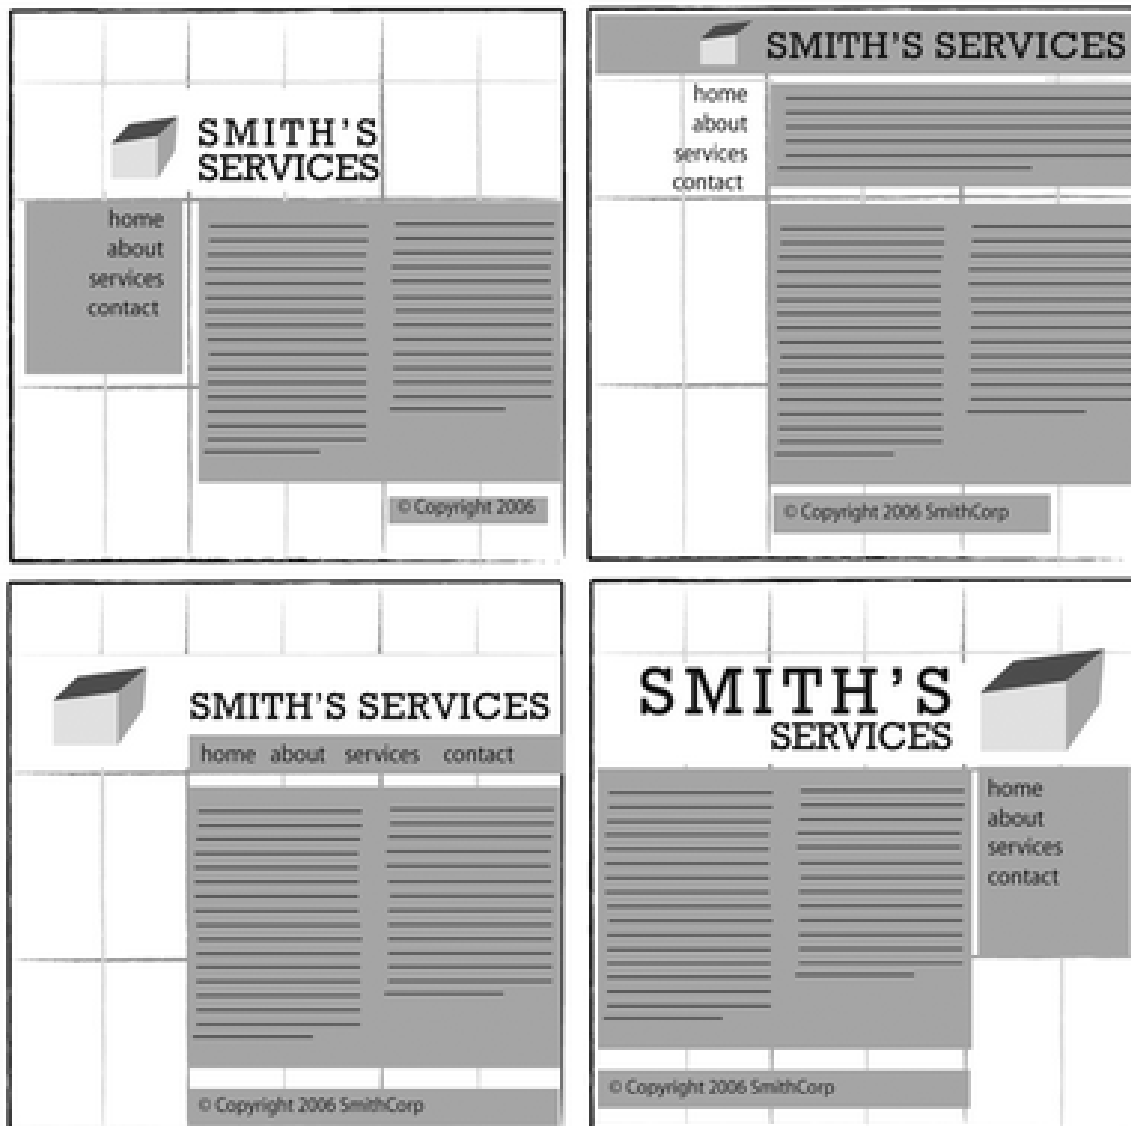 SMITH'S
SERVICES
home
about
services
contact
© Copyright 2006
SMITH'S SERVICES
home
about
services
contact
© Copyright 2006 SmithCorp
SMITH'S SERVICES
home about services contact
© Copyright 2006 SmithCorp
SMITH'S
SERVICES
home
about
services
contact
© Copyright 2006 SmithCorp